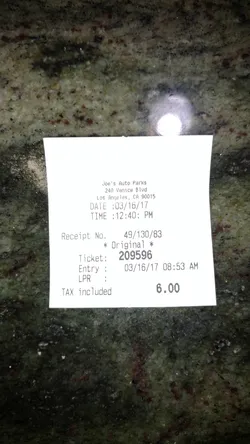 Joe's Auto Parks
240 Venice Blvd
Los Angeles, CA 90015
DATE :03/16/17
TIME :12:40: PM
Receipt No. 49/130/83
* Original *
Ticket: 209596
Entry : 03/16/17 08:53 AM
LPR :
TAX included 6.00